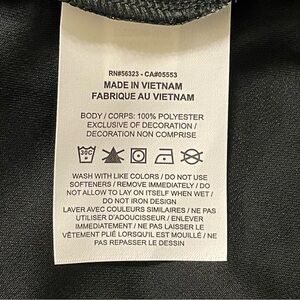 RN#56323 - CA#05553
MADE IN VIETNAM
FABRIQUE AU VIETNAM
BODY / CORPS: 100% POLYESTER
EXCLUSIVE OF DECORATION /
DECORATION NON COMPRISE
30C
WASH WITH LIKE COLORS / DO NOT USE
SOFTENERS / REMOVE IMMEDIATELY / DO
NOT ALLOW TO LAY ON ITSELF WHEN WET /
DO NOT IRON DESIGN
LAVER AVEC COULEURS SIMILAIRES / NE PAS
UTILISER D'ADOUCISSEUR / ENLEVER
IMMEDIATEMENT / NE PAS LAISSER LE
VÊTEMENT PLIÉ LORSQU'IL EST MOUILLÉ / NE
PAS REPASSER LE DESSIN